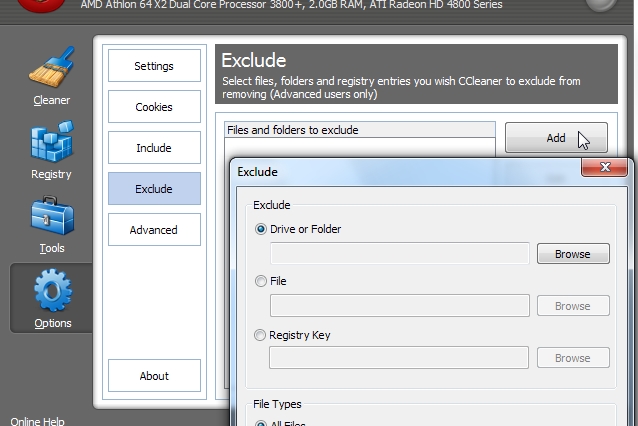 AMD Athlon 64 X2 Dual Core Processor 3800+, 2.0GB RAM, ATI Radeon HD 4800 Series
Cleaner
Registry
Tools
Options
Online Help
Settings
Cookies
Include
Exclude
Advanced
About
Exclude
Select files, folders and registry entries you wish CCleaner to exclude from
removing (Advanced users only)
Files and folders to exclude
Add
Exclude
Exclude
Drive or Folder
Browse
File
Browse
Registry Key
Browse
File Types
All Files